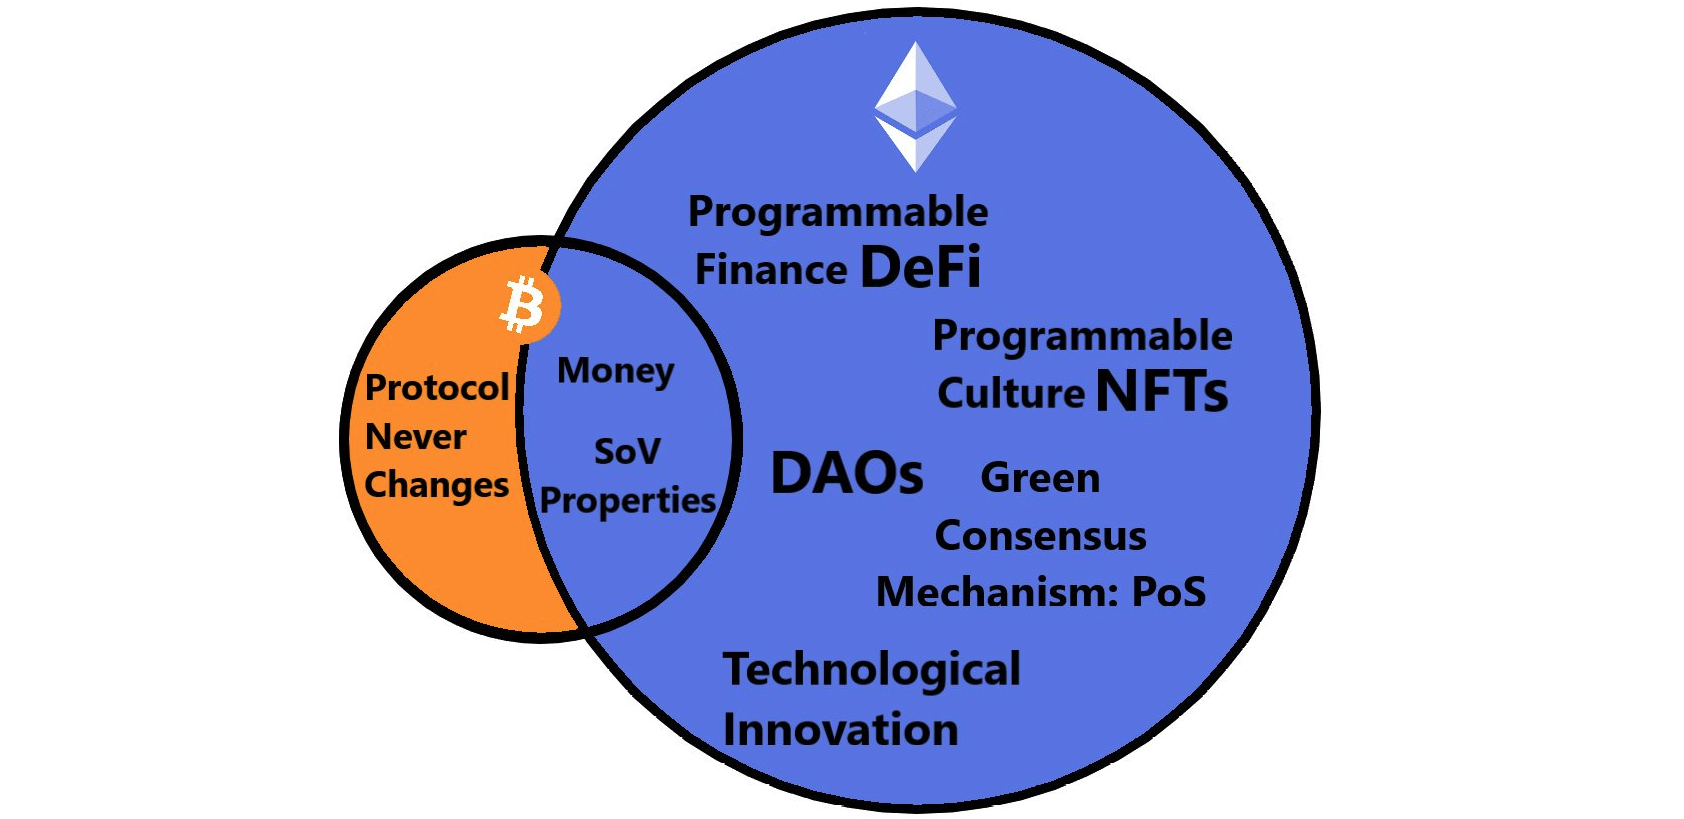 Programmable
Finance DeFi
Programmable
Culture NFTs
Protocol
Never
Changes
Money
SoV
Properties
DAOs
Green
Consensus
Mechanism: PoS
Technological
Innovation